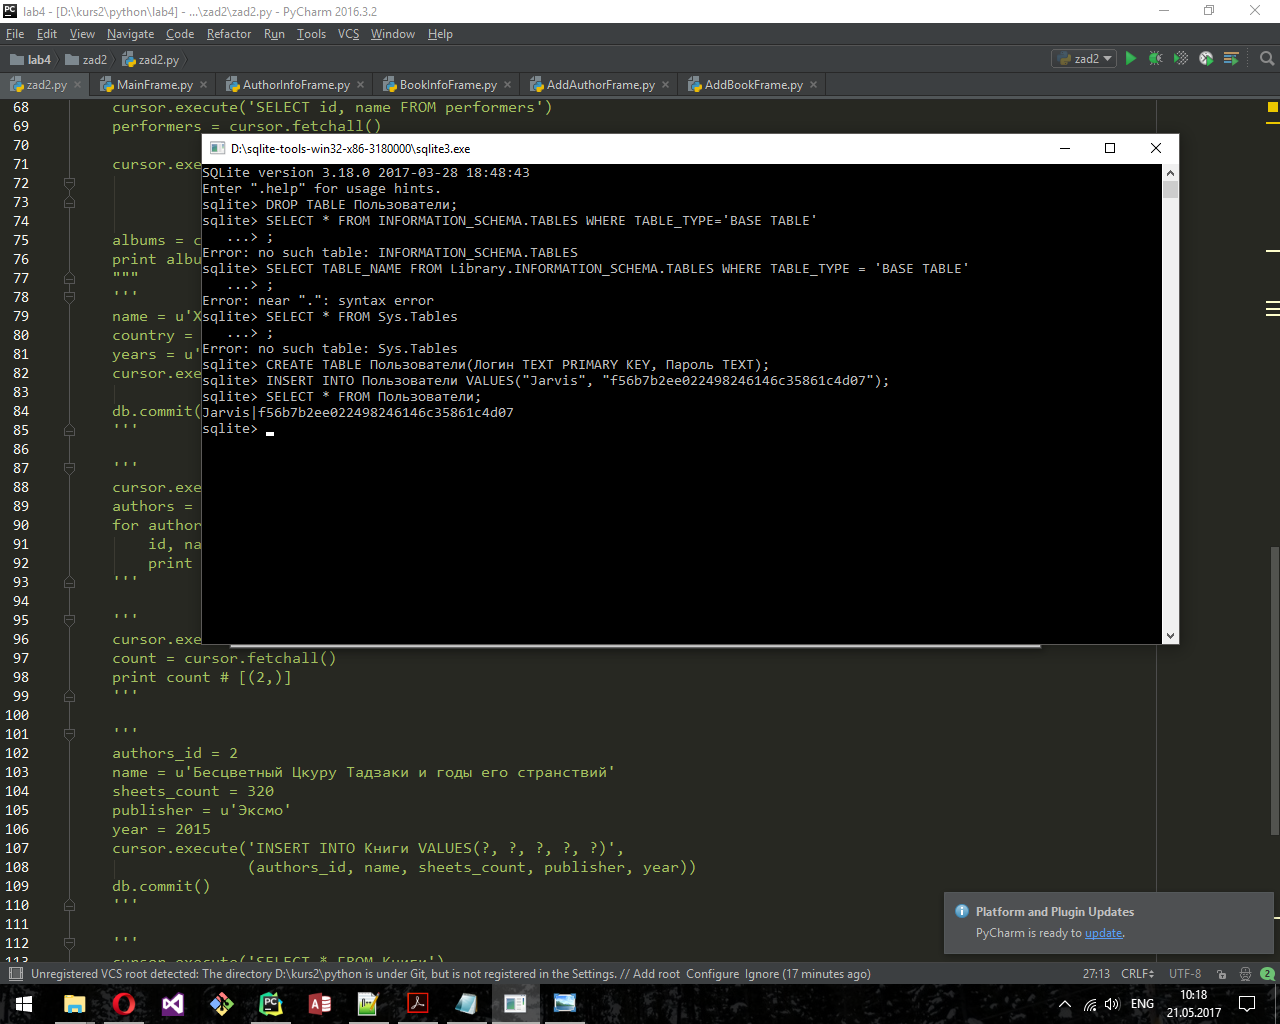 lab4 - [D:\kurs2\python\lab4] - ...\zad2\zad2.py - PyCharm 2016.3.2
File Edit View Navigate Code Refactor Run Tools VCS Window Help
lab4 zad2 zad2.py zad2
zad2.py MainFrame.py AuthorInfoFrame.py BookInfoFrame.py AddAuthorFrame.py AddBookFrame.py
68 cursor.execute('SELECT id, name FROM performers')
69 performers = cursor.fetchall()
70
71 cursor.exe
72
73
74
75 albums = c
76 print albu
77 """
78 '''
79 name = u'Х
80 country =
81 years = u'
82 cursor.exe
83
84 db.commit(
85 '''
86
87 '''
88 cursor.exe
89 authors =
90 for author
91 id, na
92 print
93 '''
94
95 '''
96 cursor.exe
97 count = cursor.fetchall()
98 print count # [(2,)]
99 '''
100
101 '''
102 authors_id = 2
103 name = u'Бесцветный Цкуру Тадзаки и годы его странствий'
104 sheets_count = 320
105 publisher = u'Эксмо'
106 year = 2015
107 cursor.execute('INSERT INTO Книги VALUES(?, ?, ?, ?, ?)',
108 (authors_id, name, sheets_count, publisher, year))
109 db.commit()
110 '''
111
112 '''
113 cursor.execute('SELECT * FROM Книги')
D:\sqlite-tools-win32-x86-3180000\sqlite3.exe
SQLite version 3.18.0 2017-03-28 18:48:43
Enter ".help" for usage hints.
sqlite> DROP TABLE Пользователи;
sqlite> SELECT * FROM INFORMATION_SCHEMA.TABLES WHERE TABLE_TYPE='BASE TABLE'
...> ;
Error: no such table: INFORMATION_SCHEMA.TABLES
sqlite> SELECT TABLE_NAME FROM Library.INFORMATION_SCHEMA.TABLES WHERE TABLE_TYPE = 'BASE TABLE'
...> ;
Error: near ".": syntax error
sqlite> SELECT * FROM Sys.Tables
...> ;
Error: no such table: Sys.Tables
sqlite> CREATE TABLE Пользователи(Логин TEXT PRIMARY KEY, Пароль TEXT);
sqlite> INSERT INTO Пользователи VALUES("Jarvis", "f56b7b2ee022498246146c35861c4d07");
sqlite> SELECT * FROM Пользователи;
Jarvis|f56b7b2ee022498246146c35861c4d07
sqlite>
Platform and Plugin Updates
PyCharm is ready to update.
Unregistered VCS root detected: The directory D:\kurs2\python is under Git, but is not registered in the Settings. // Add root Configure Ignore (17 minutes ago) 27:13 CRLF UTF-8 2
ENG 10:18
21.05.2017